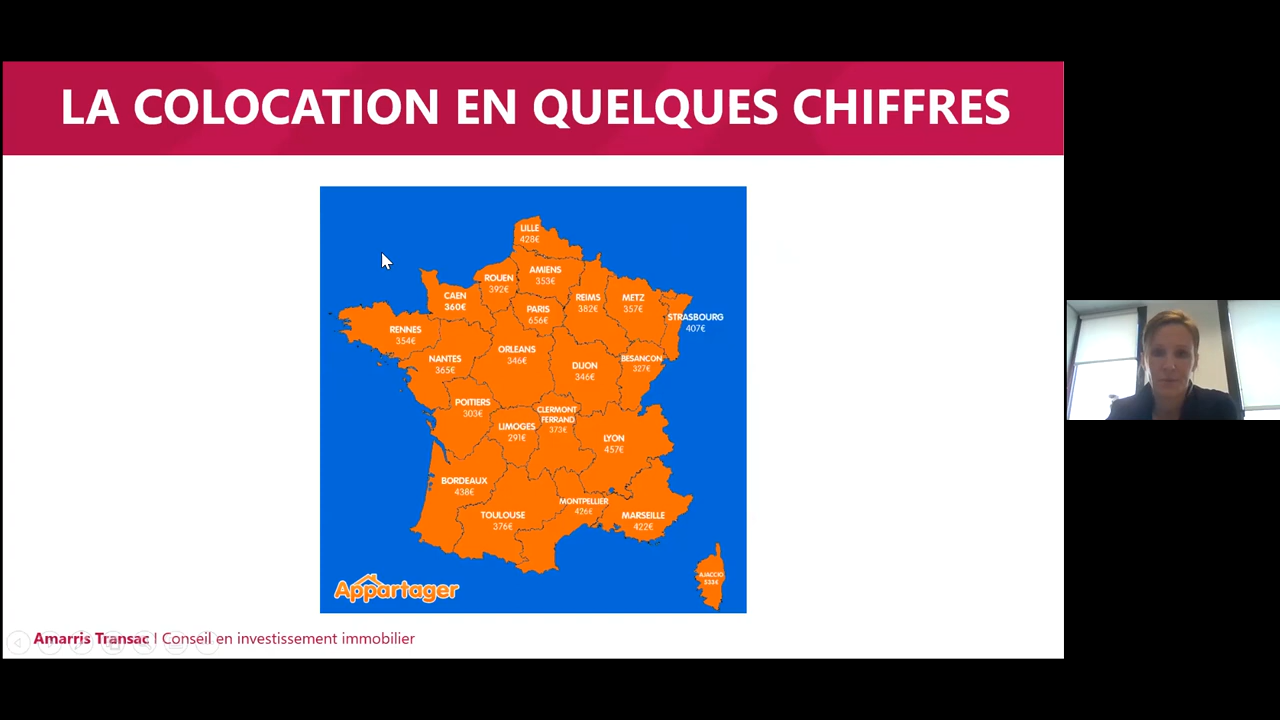 LA COLOCATION EN QUELQUES CHIFFRES
LILLE
428€
AMIENS
353€
ROUEN
392€
CAEN
360€
REIMS
382€
METZ
357€
PARIS
656€
STRASBOURG
407€
RENNES
354€
ORLEANS
346€
NANTES
365€
DIJON
346€
BESANCON
327€
POITIERS
303€
CLERMONT
FERRAND
373€
LIMOGES
291€
LYON
457€
BORDEAUX
438€
MONTPELLIER
426€
TOULOUSE
376€
MARSEILLE
422€
AJACCIO
Appartager
Amarris Transac | Conseil en investissement immobilier